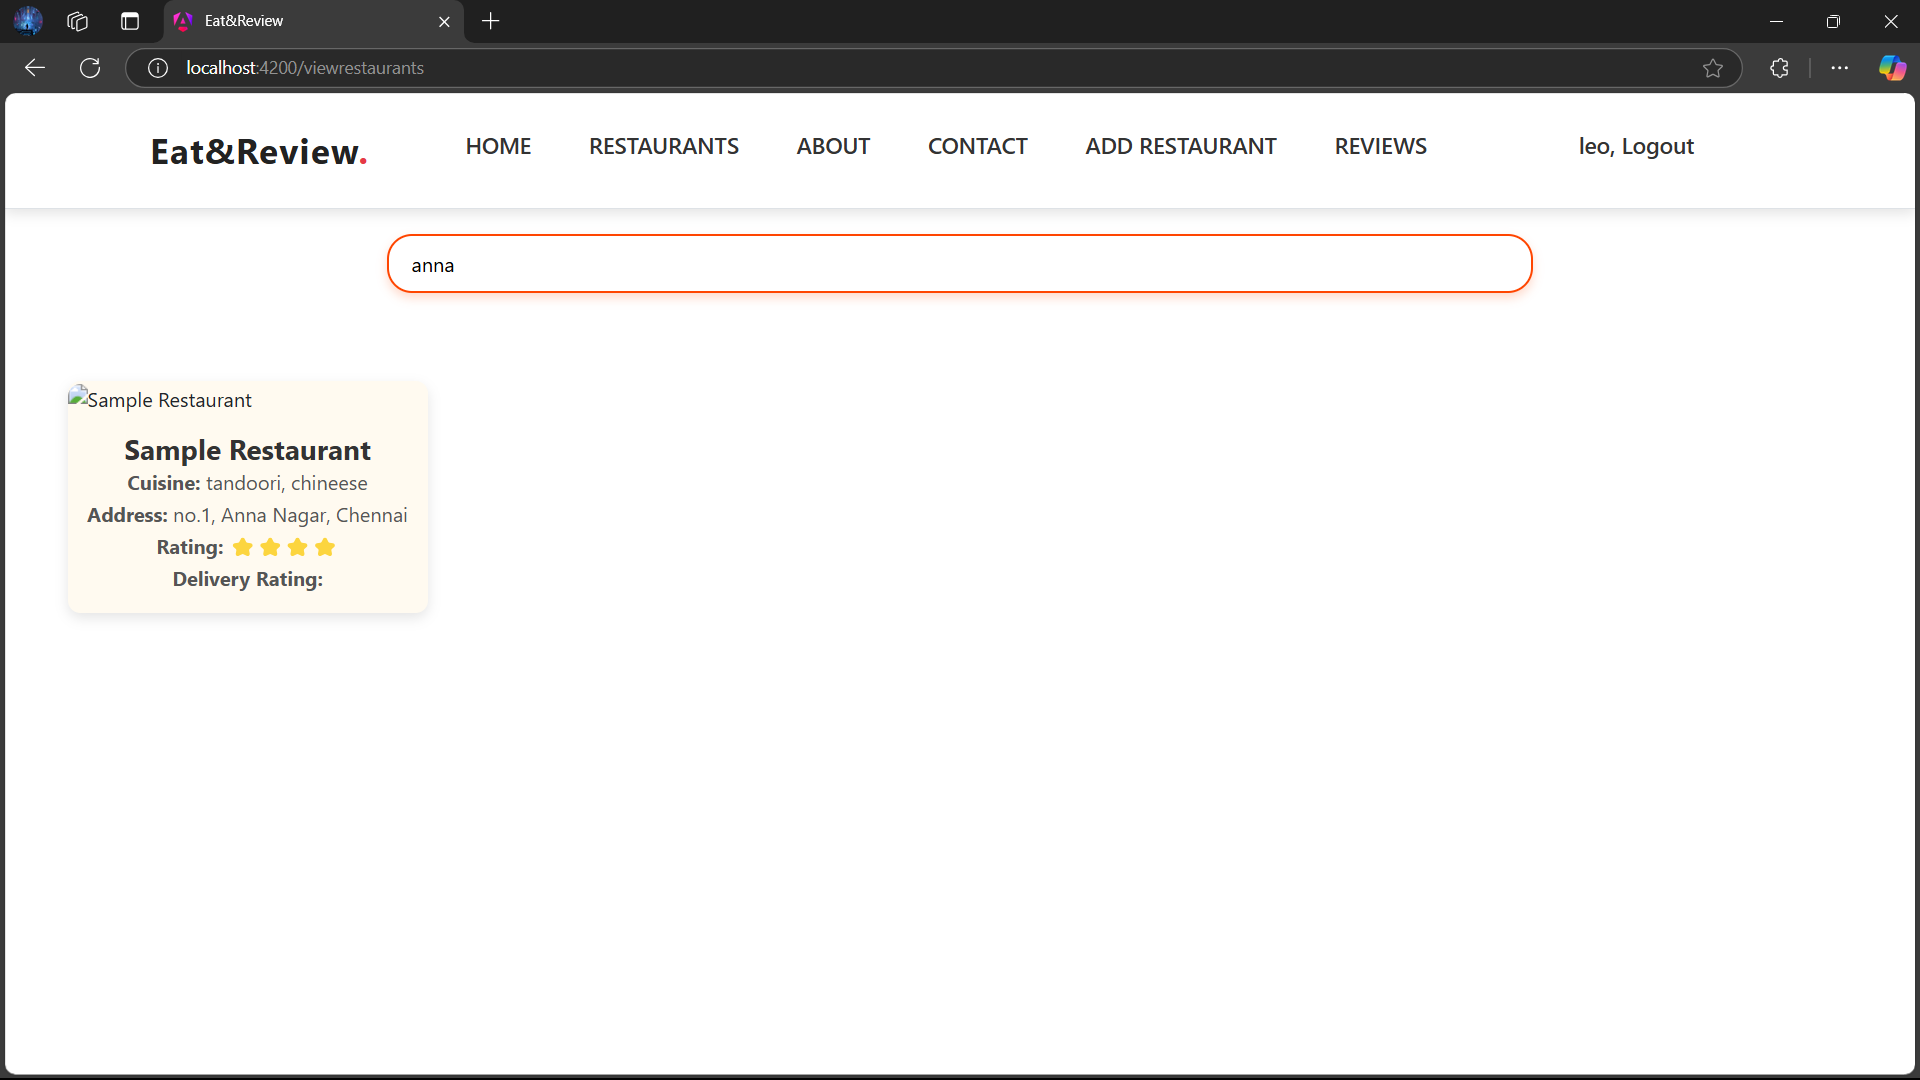 Eat&Review
localhost:4200/viewrestaurants
Eat&Review.
HOME
RESTAURANTS
ABOUT
CONTACT
ADD RESTAURANT
REVIEWS
leo, Logout
anna
Sample Restaurant
Sample Restaurant
Cuisine: tandoori, chineese
Address: no.1, Anna Nagar, Chennai
Rating:
Delivery Rating: